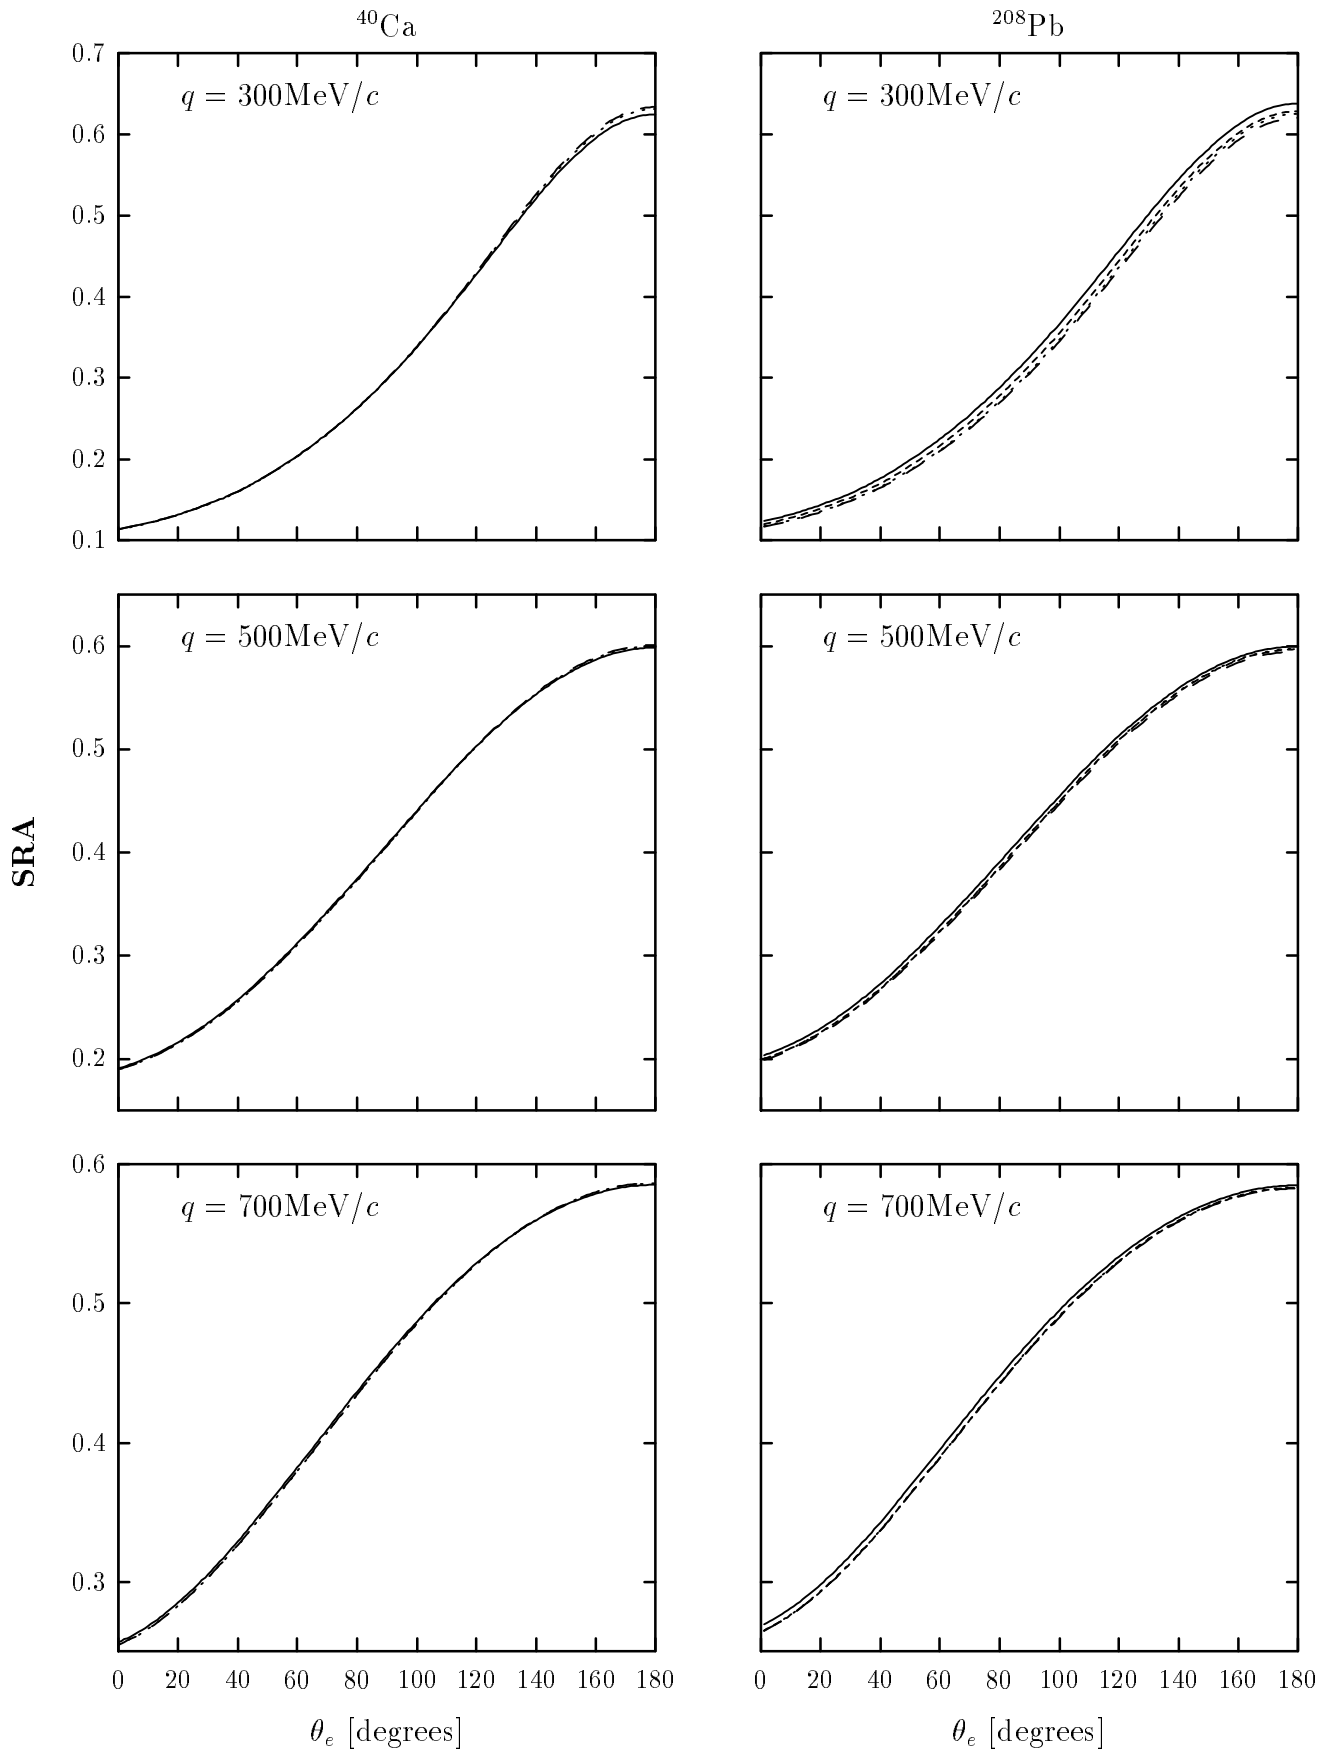 ⁴⁰Ca
²⁰⁸Pb
0.7
0.6
0.5
0.4
0.3
0.2
0.1
q = 300MeV/c
q = 300MeV/c
0.6
0.5
0.4
0.3
0.2
q = 500MeV/c
q = 500MeV/c
SRA
0.6
0.5
0.4
0.3
q = 700MeV/c
q = 700MeV/c
0 20 40 60 80 100 120 140 160 180
0 20 40 60 80 100 120 140 160 180
θₑ [degrees]
θₑ [degrees]